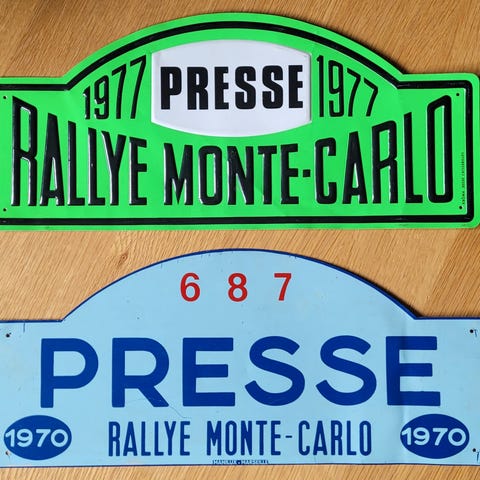 1977 PRESSE 1977
RALLYE MONTE-CARLO
687
PRESSE
1970 RALLYE MONTE-CARLO 1970